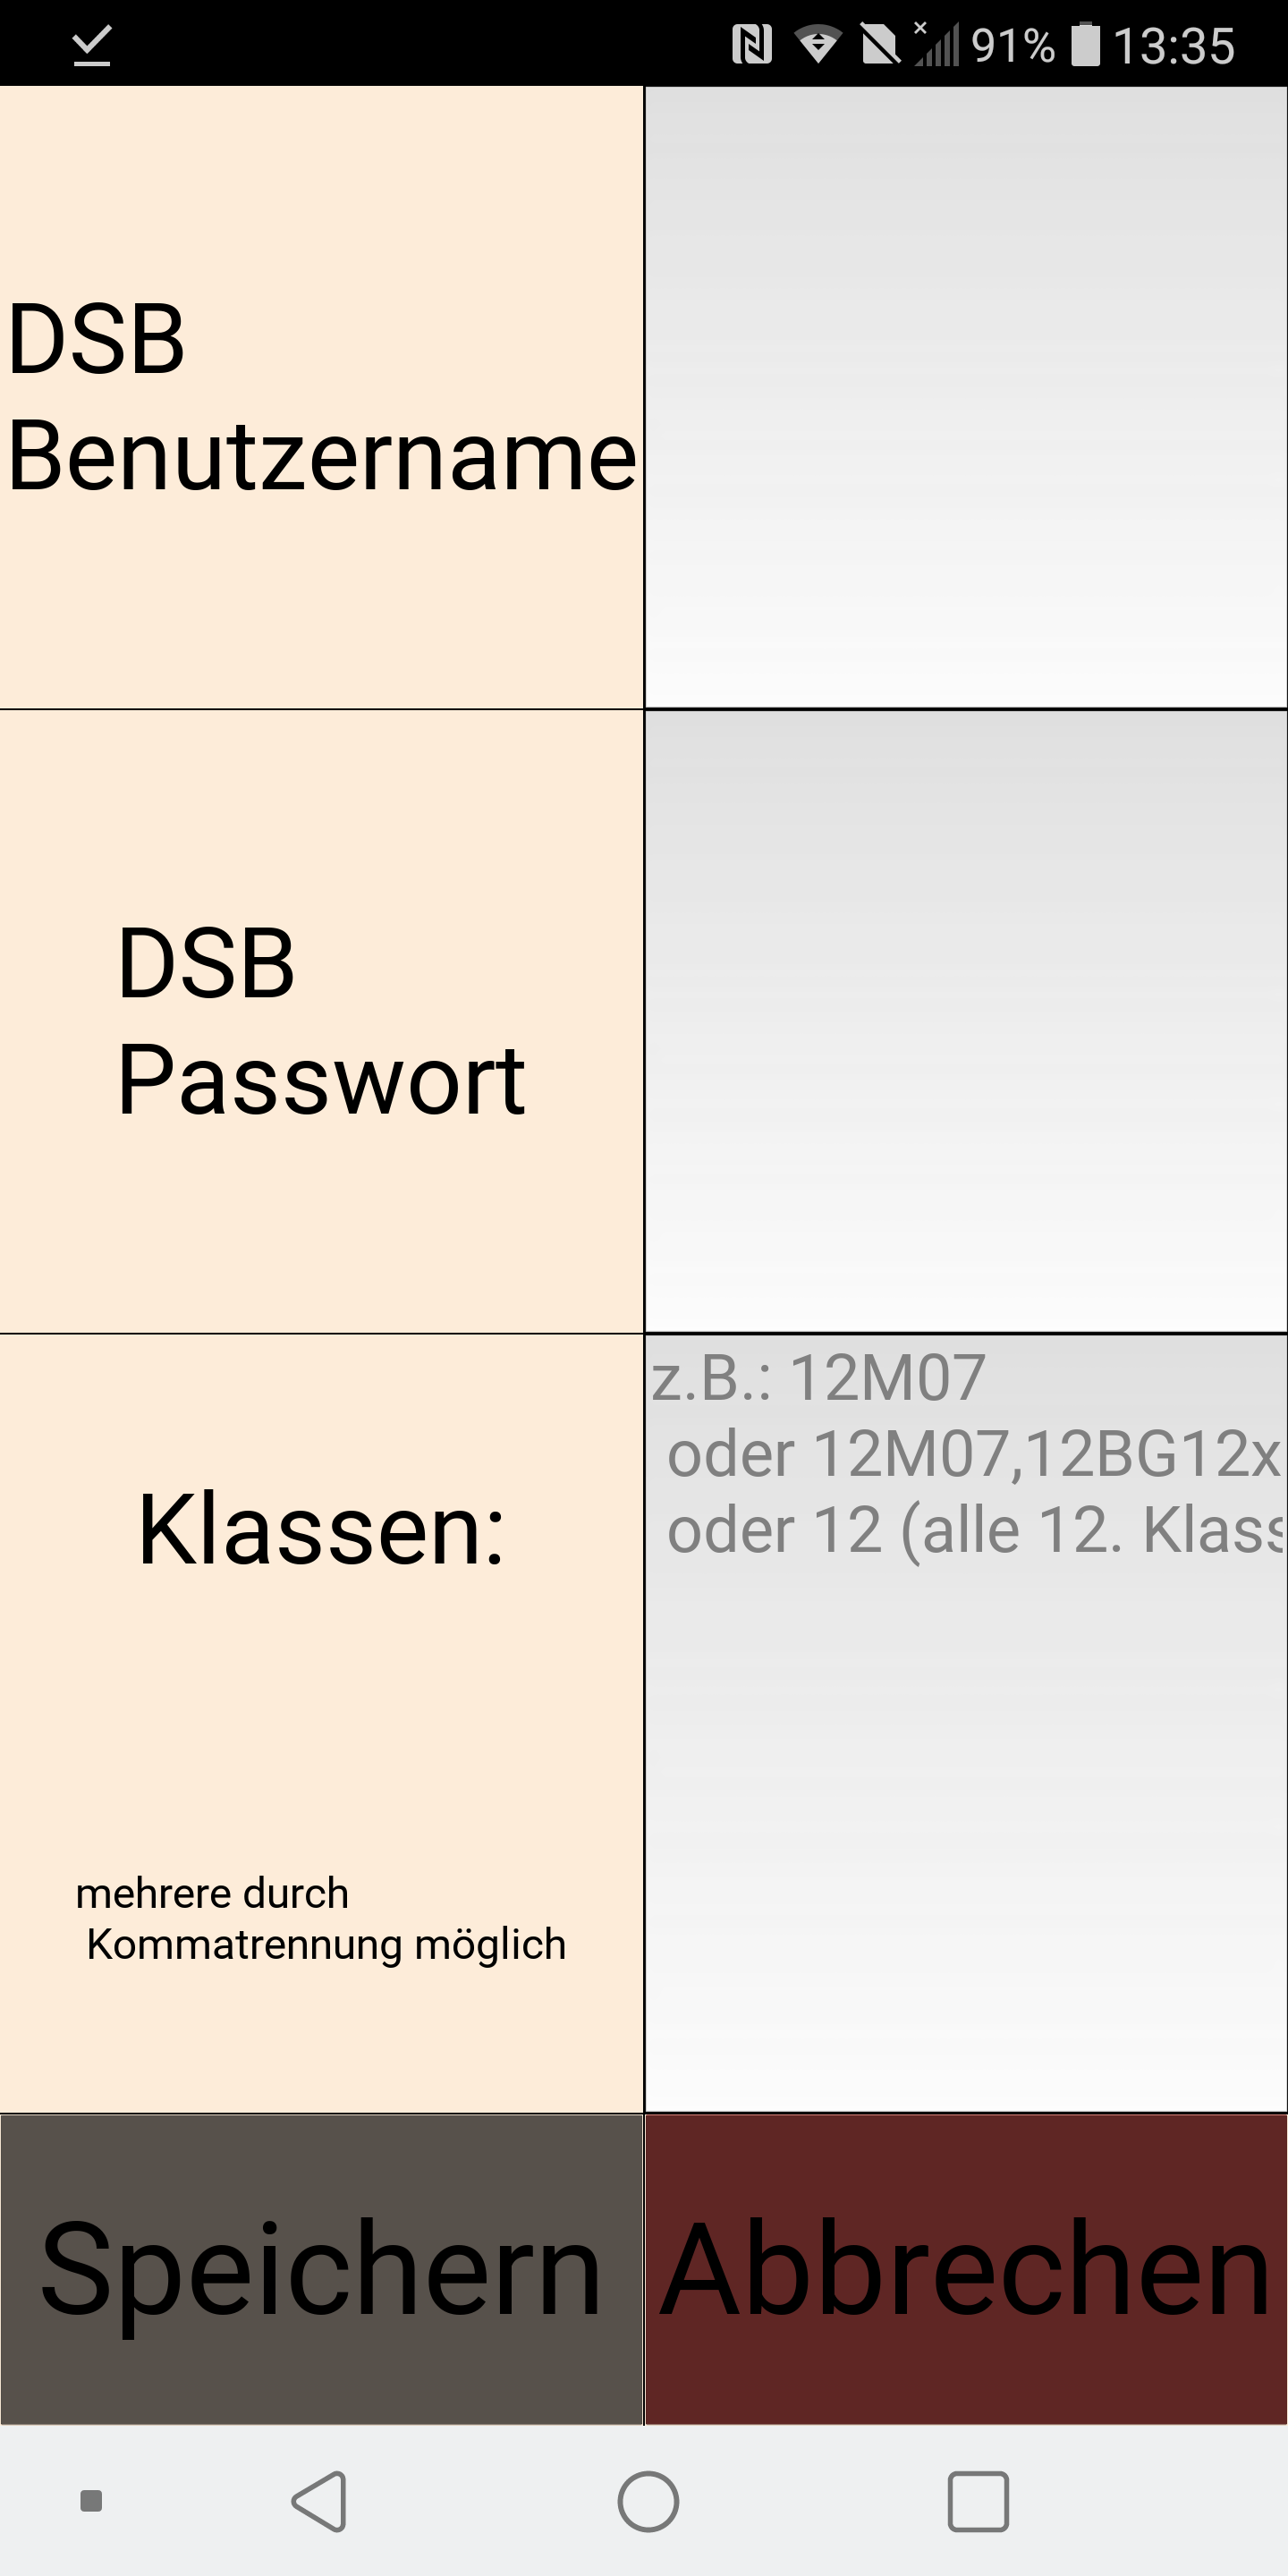 91% 13:35
DSB
Benutzername
DSB
Passwort
Klassen:
mehrere durch
Kommatrennung möglich
z.B.: 12M07
oder 12M07,12BG12x
oder 12 (alle 12. Klass
Speichern
Abbrechen